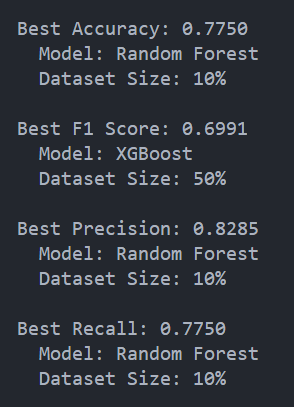 Best Accuracy: 0.7750
Model: Random Forest
Dataset Size: 10%
Best F1 Score: 0.6991
Model: XGBoost
Dataset Size: 50%
Best Precision: 0.8285
Model: Random Forest
Dataset Size: 10%
Best Recall: 0.7750
Model: Random Forest
Dataset Size: 10%